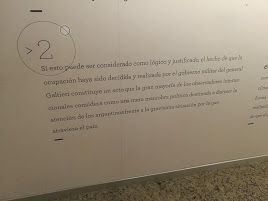 > 2
Si esto puede ser considerado como lógico y justificado el hecho de que la
ocupación haya sido decidida y realizada por el gobierno militar del general
Galtieri constituye un acto que la gran mayoría de los observadores interna-
cionales considera como una mera maniobra política destinada a distraer la
atención de los argentinos frente a la gravísima situación por la que
atraviesa el país.